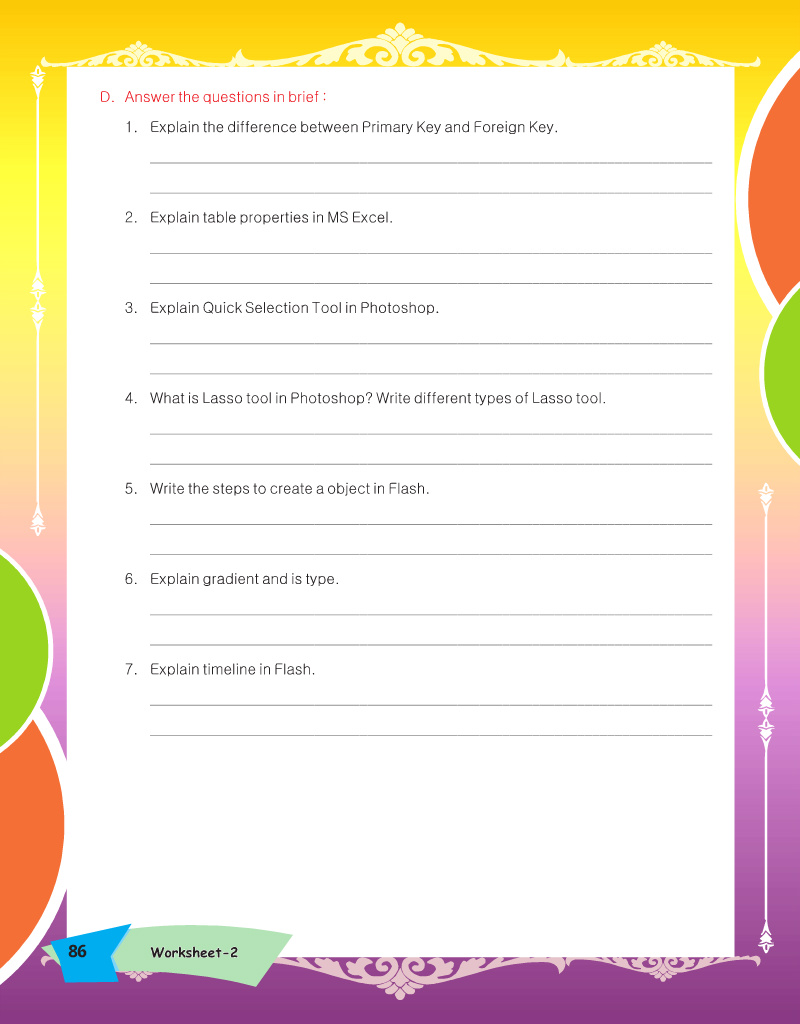 D. Answer the questions in brief :
1. Explain the difference between Primary Key and Foreign Key.
2. Explain table properties in MS Excel.
3. Explain Quick Selection Tool in Photoshop.
4. What is Lasso tool in Photoshop? Write different types of Lasso tool.
5. Write the steps to create a object in Flash.
6. Explain gradient and is type.
7. Explain timeline in Flash.
86 Worksheet-2